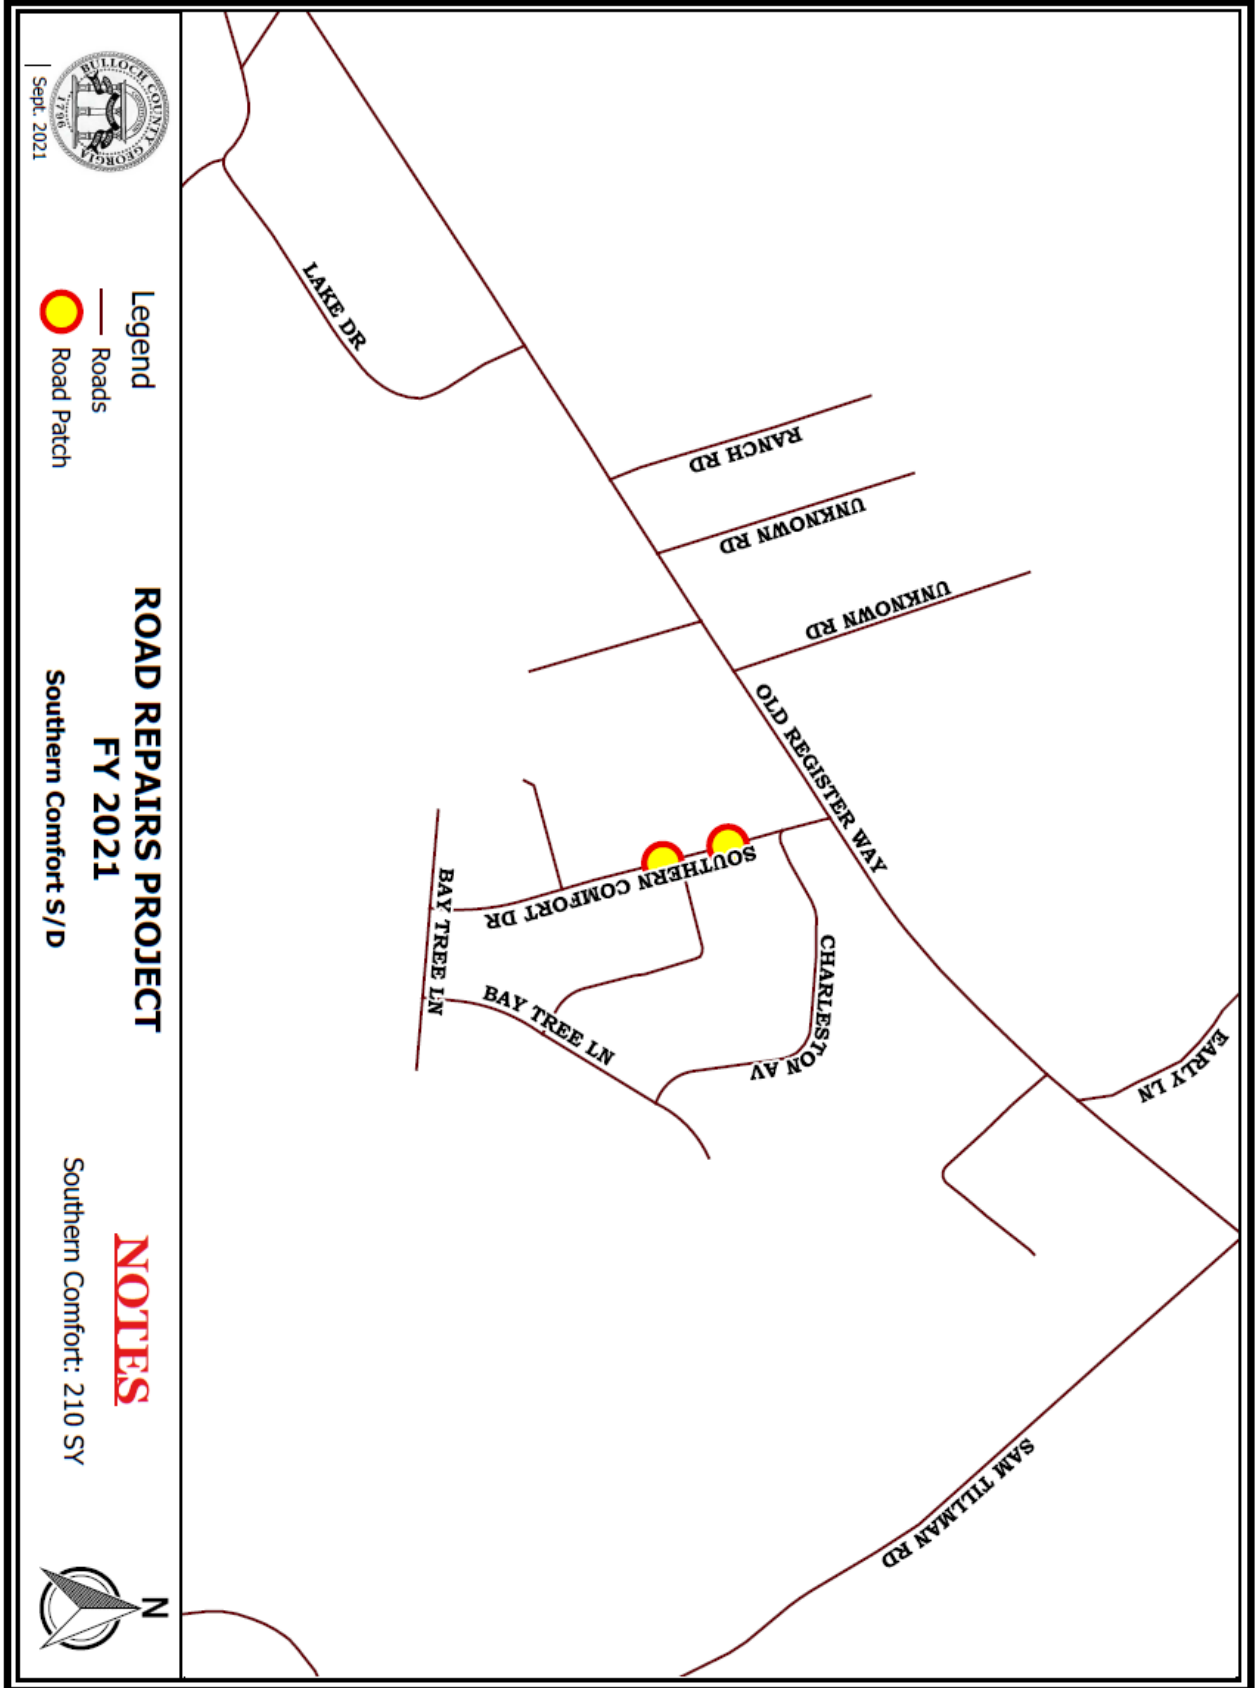 LAKE DR
RANCH RD
UNKNOWN RD
UNKNOWN RD
OLD REGISTER WAY
SOUTHERN COMFORT DR
BAY TREE LN
BAY TREE LN
CHARLESTON AV
EARLY LN
SAM TILLMAN RD
BULLOCH COUNTY GEORGIA
CONSTITUTION
1796
Sept. 2021
Legend
Roads
Road Patch
ROAD REPAIRS PROJECT
FY 2021
Southern Comfort S/D
NOTES
Southern Comfort: 210 SY
N